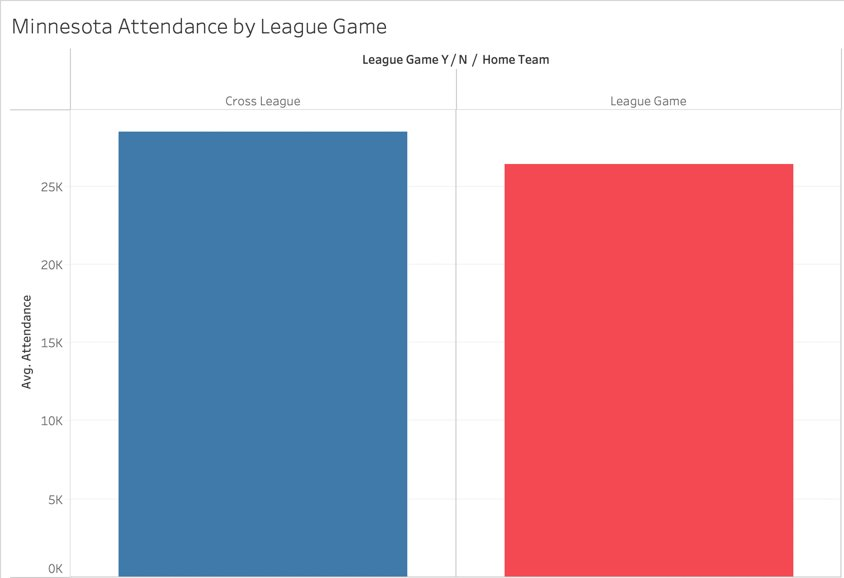 Minnesota Attendance by League Game
League Game Y / N / Home Team
Cross League
League Game
Avg. Attendance
25K
20K
15K
10K
5K
0K